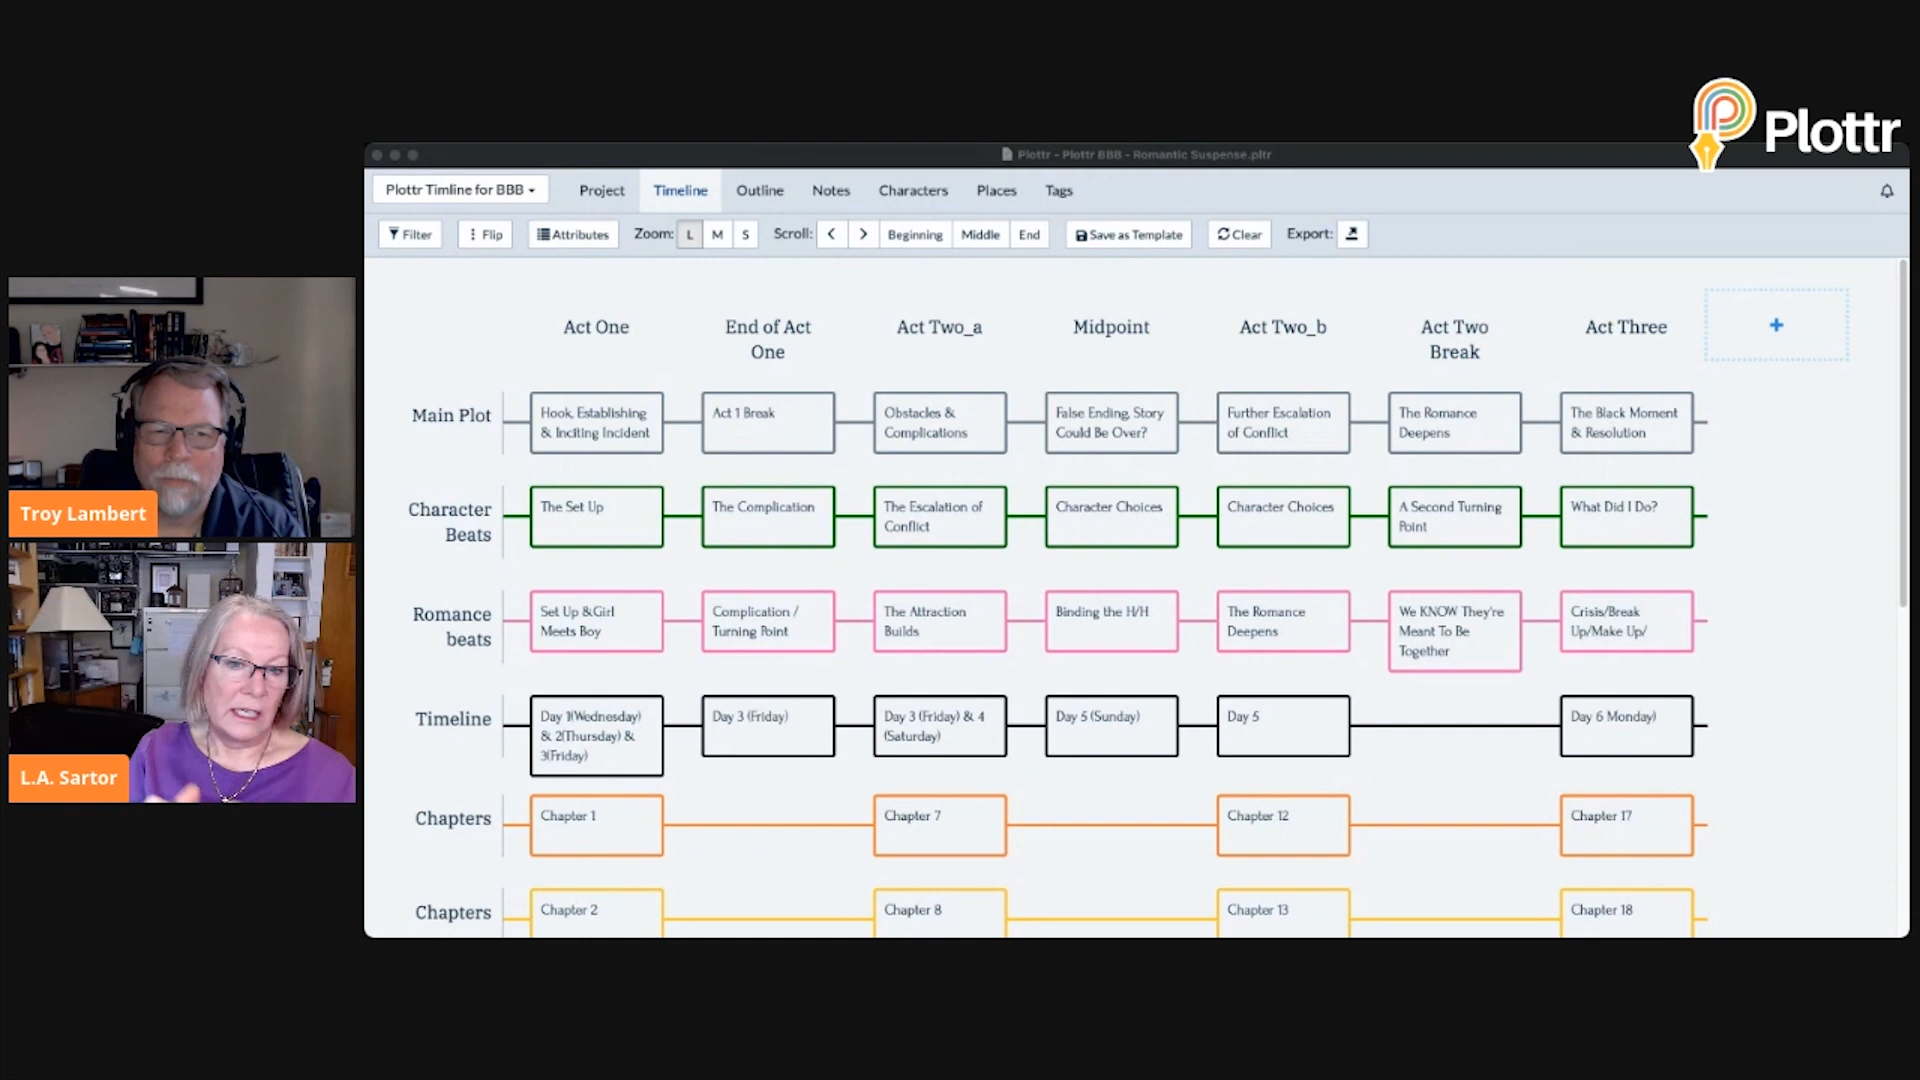 Plottr
Plottr - Plottr BBB - Romantic Suspense.pltr
Plottr Timline for BBB
Project
Timeline
Outline
Notes
Characters
Places
Tags
Filter
Flip
Attributes
Zoom:
L
M
S
Scroll:
Beginning
Middle
End
Save as Template
Clear
Export:
Act One
End of Act
One
Act Two_a
Midpoint
Act Two_b
Act Two
Break
Act Three
+
Main Plot
Hook, Establishing
& Inciting Incident
Act 1 Break
Obstacles &
Complications
False Ending, Story
Could Be Over?
Further Escalation
of Conflict
The Romance
Deepens
The Black Moment
& Resolution
Character
Beats
The Set Up
The Complication
The Escalation of
Conflict
Character Choices
Character Choices
A Second Turning
Point
What Did I Do?
Romance
beats
Set Up &Girl
Meets Boy
Complication /
Turning Point
The Attraction
Builds
Binding the H/H
The Romance
Deepens
We KNOW They're
Meant To Be
Together
Crisis/Break
Up/Make Up/
Timeline
Day 1(Wednesday)
& 2(Thursday) &
3(Friday)
Day 3 (Friday)
Day 3 (Friday) & 4
(Saturday)
Day 5 (Sunday)
Day 5
Day 6 Monday)
Chapters
Chapter 1
Chapter 7
Chapter 12
Chapter 17
Chapters
Chapter 2
Chapter 8
Chapter 13
Chapter 18
Troy Lambert
L.A. Sartor